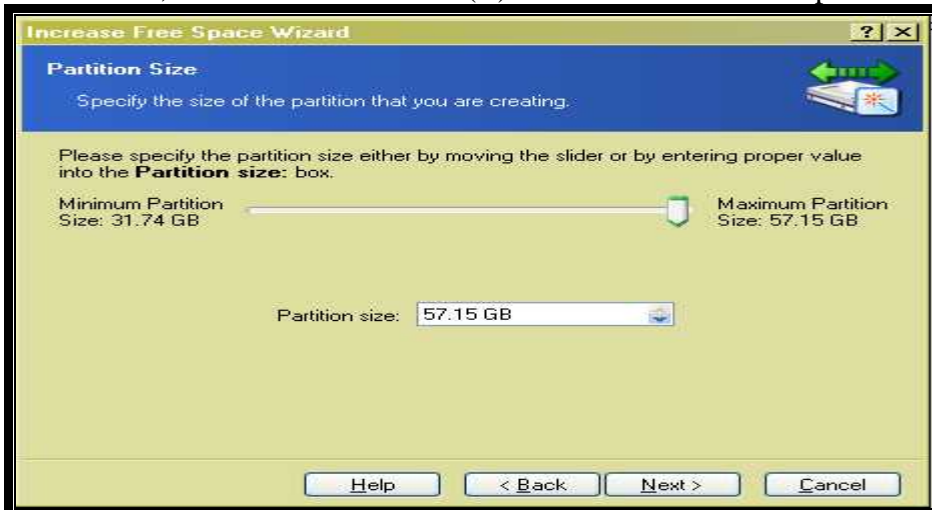 Increase Free Space Wizard
Partition Size
Specify the size of the partition that you are creating.
Please specify the partition size either by moving the slider or by entering proper value
into the Partition size: box.
Minimum Partition
Size: 31.74 GB
Maximum Partition
Size: 57.15 GB
Partition size: 57.15 GB
Help < Back Next > Cancel